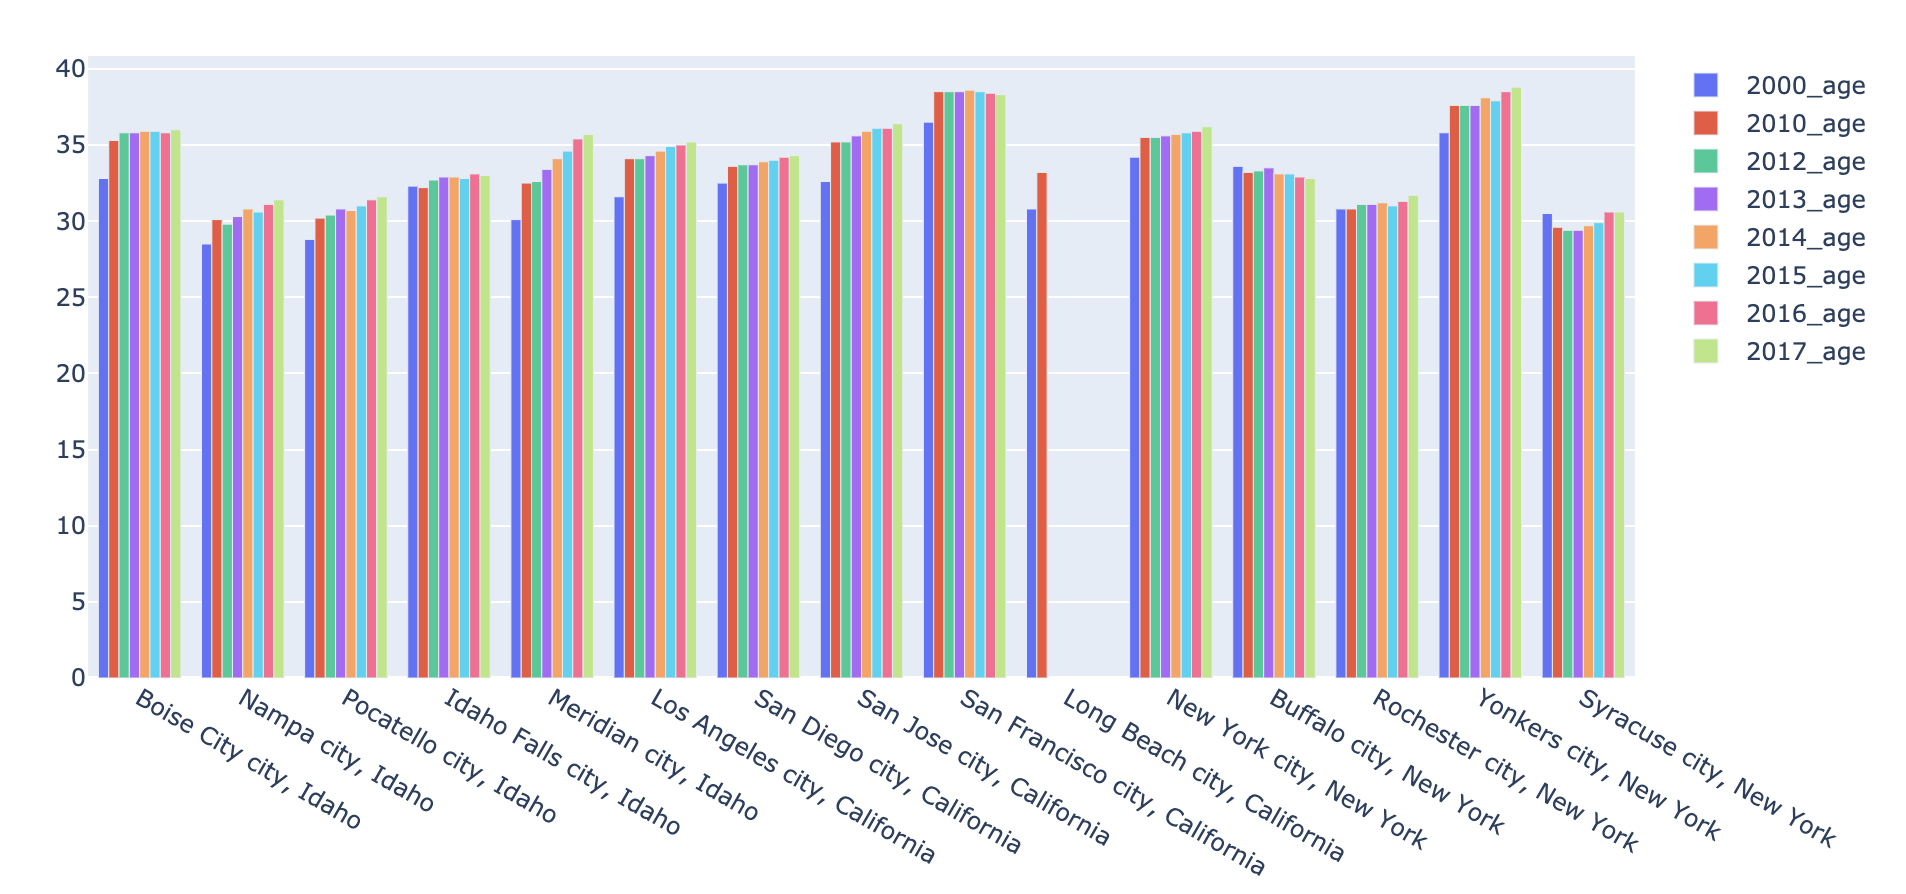 40
35
30
25
20
15
10
5
0
Boise City city, Idaho
Nampa city, Idaho
Pocatello city, Idaho
Idaho Falls city, Idaho
Meridian city, Idaho
Los Angeles city, California
San Diego city, California
San Jose city, California
San Francisco city, California
Long Beach city, California
New York city, New York
Buffalo city, New York
Rochester city, New York
Yonkers city, New York
Syracuse city, New York
2000_age
2010_age
2012_age
2013_age
2014_age
2015_age
2016_age
2017_age